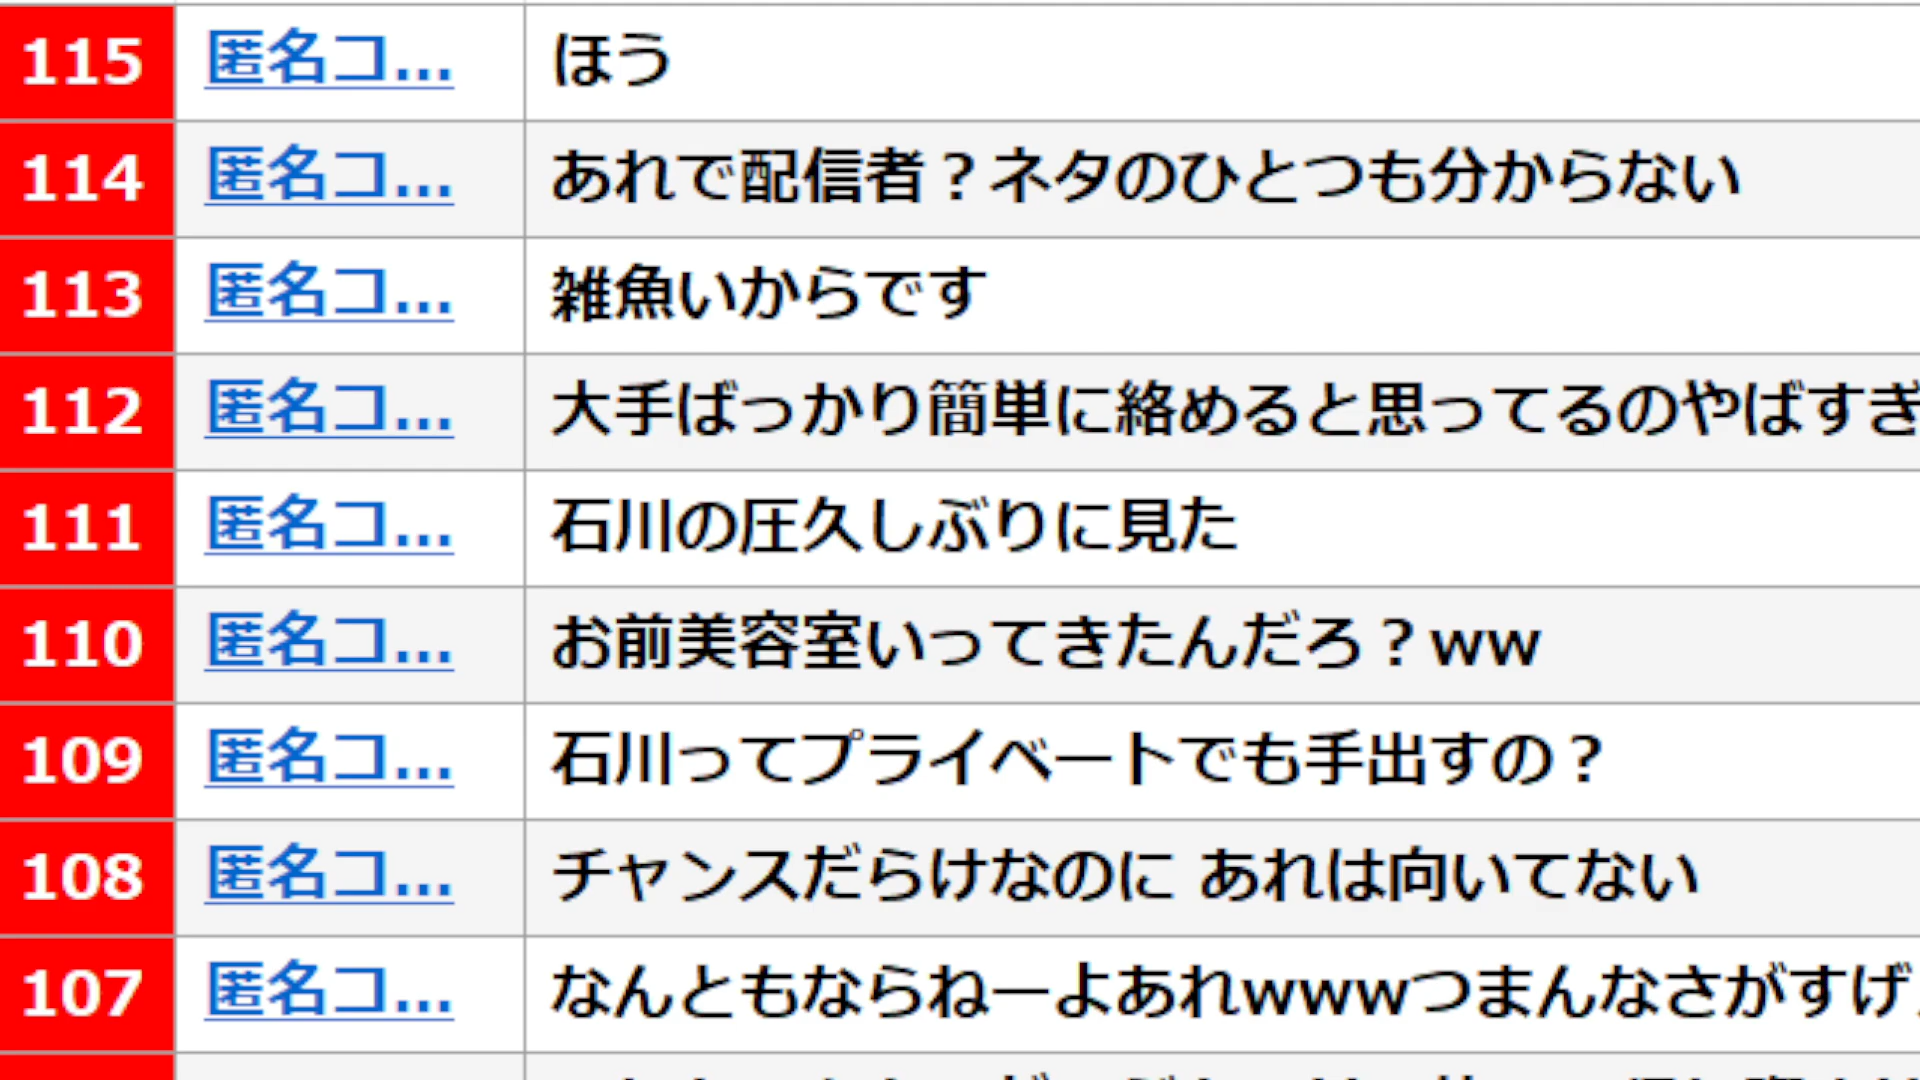 115 匿名コ... ほう
114 匿名コ... あれで配信者？ネタのひとつも分からない
113 匿名コ... 雑魚いからです
112 匿名コ... 大手ばっかり簡単に絡めると思ってるのやばすぎ
111 匿名コ... 石川の圧久しぶりに見た
110 匿名コ... お前美容室いってきたんだろ？ww
109 匿名コ... 石川ってプライベートでも手出すの？
108 匿名コ... チャンスだらけなのに あれは向いてない
107 匿名コ... なんともならねーよあれwwwつまんなさがすげ